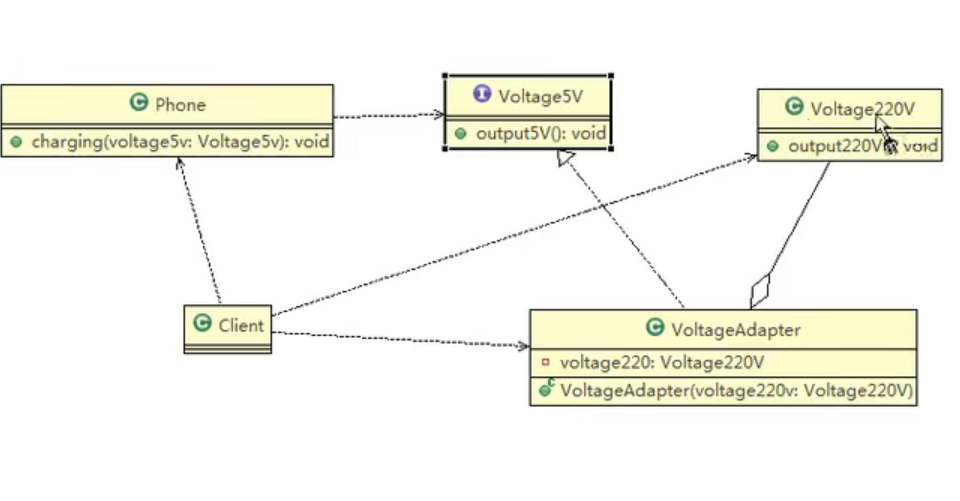 Phone
charging(voltage5v: Voltage5v): void
I
Voltage5V
output5V(): void
C
Voltage220V
output220V void
C
Client
C
VoltageAdapter
voltage220: Voltage220V
VoltageAdapter(voltage220v: Voltage220V)